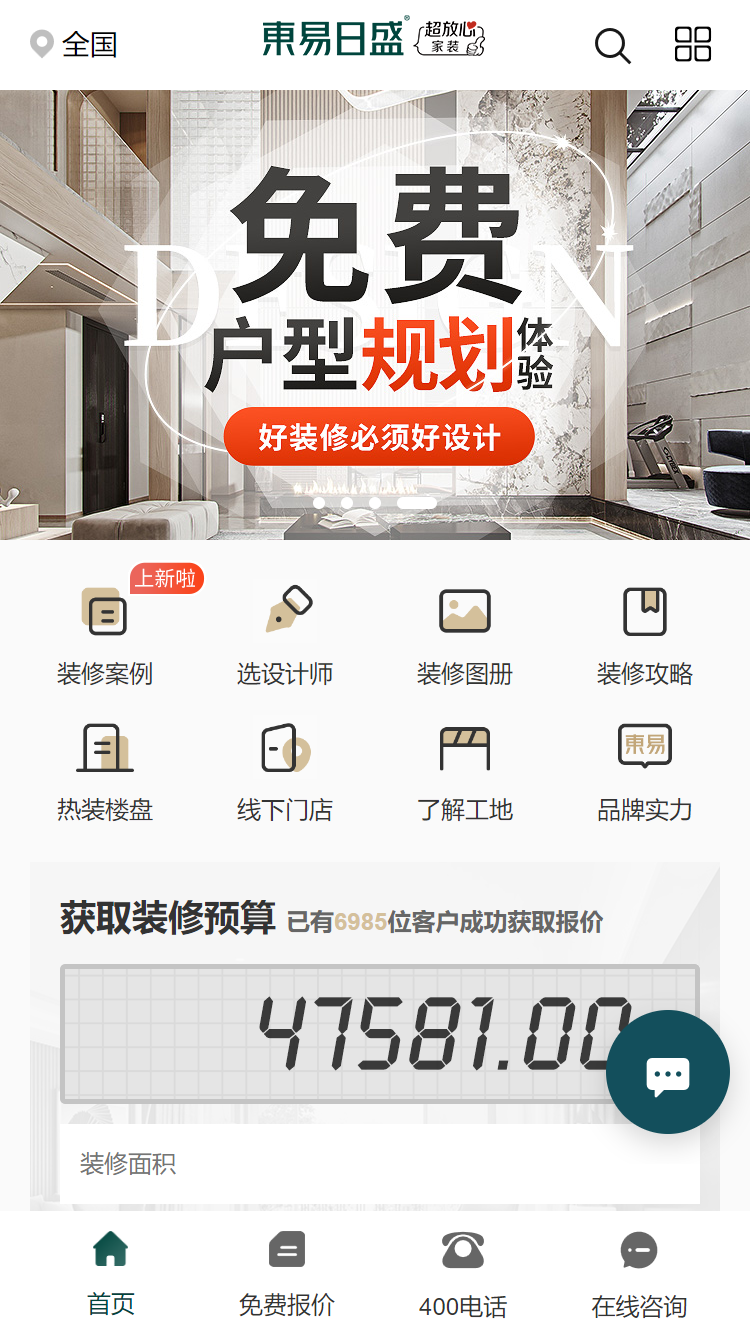 全国
東易日盛®
超放心
家装
DESIGN
免费
户型规划体验
好装修必须好设计
上新啦
装修案例
选设计师
装修图册
装修攻略
東易
热装楼盘
线下门店
了解工地
品牌实力
获取装修预算 已有6985位客户成功获取报价
47581.00
装修面积
首页
免费报价
400电话
在线咨询